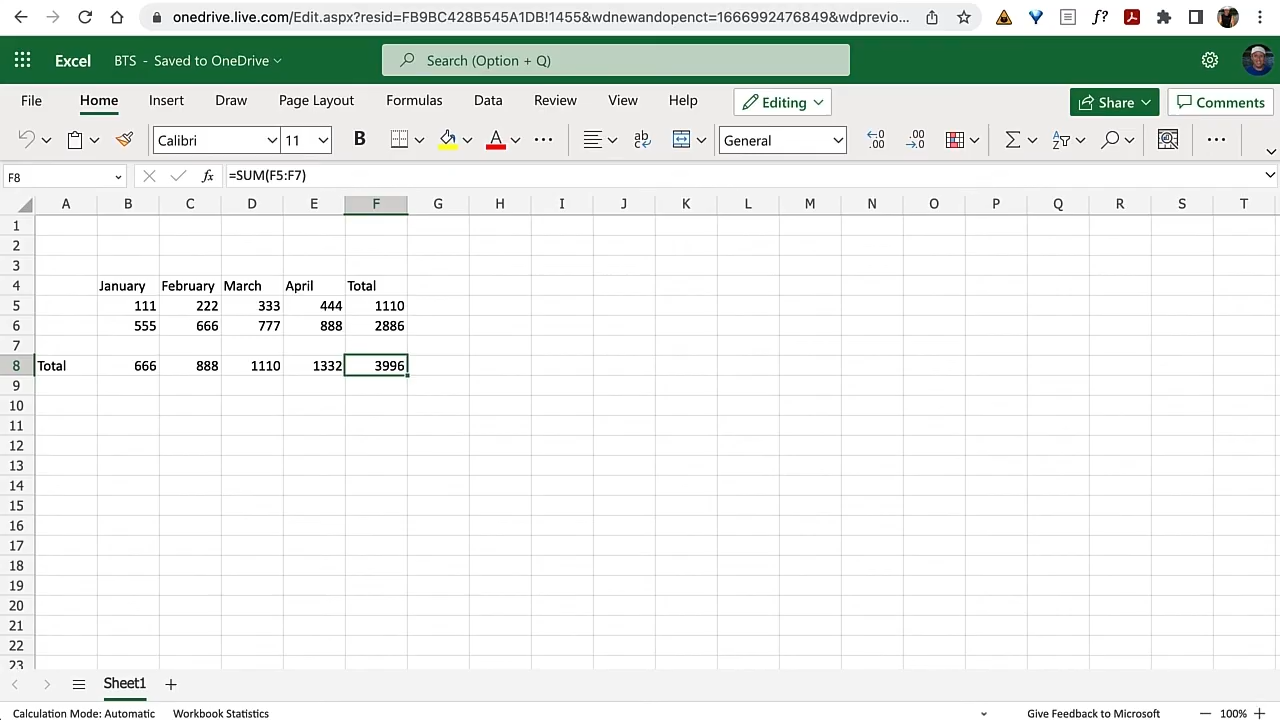 onedrive.live.com/Edit.aspx?resid=FB9BC428B545A1DB!1455&wdnewandopenct=1666992476849&wdprevio...
Excel BTS - Saved to OneDrive Search (Option + Q)
File Home Insert Draw Page Layout Formulas Data Review View Help Editing Share Comments
Calibri 11 B A ab General .00 .00
F8 fx =SUM(F5:F7)
A B C D E F G H I J K L M N O P Q R S T
1
2
3
4 January February March April Total
5 111 222 333 444 1110
6 555 666 777 888 2886
7
8 Total 666 888 1110 1332 3996
9
10
11
12
13
14
15
16
17
18
19
20
21
22
23
Sheet1
Calculation Mode: Automatic Workbook Statistics Give Feedback to Microsoft 100%